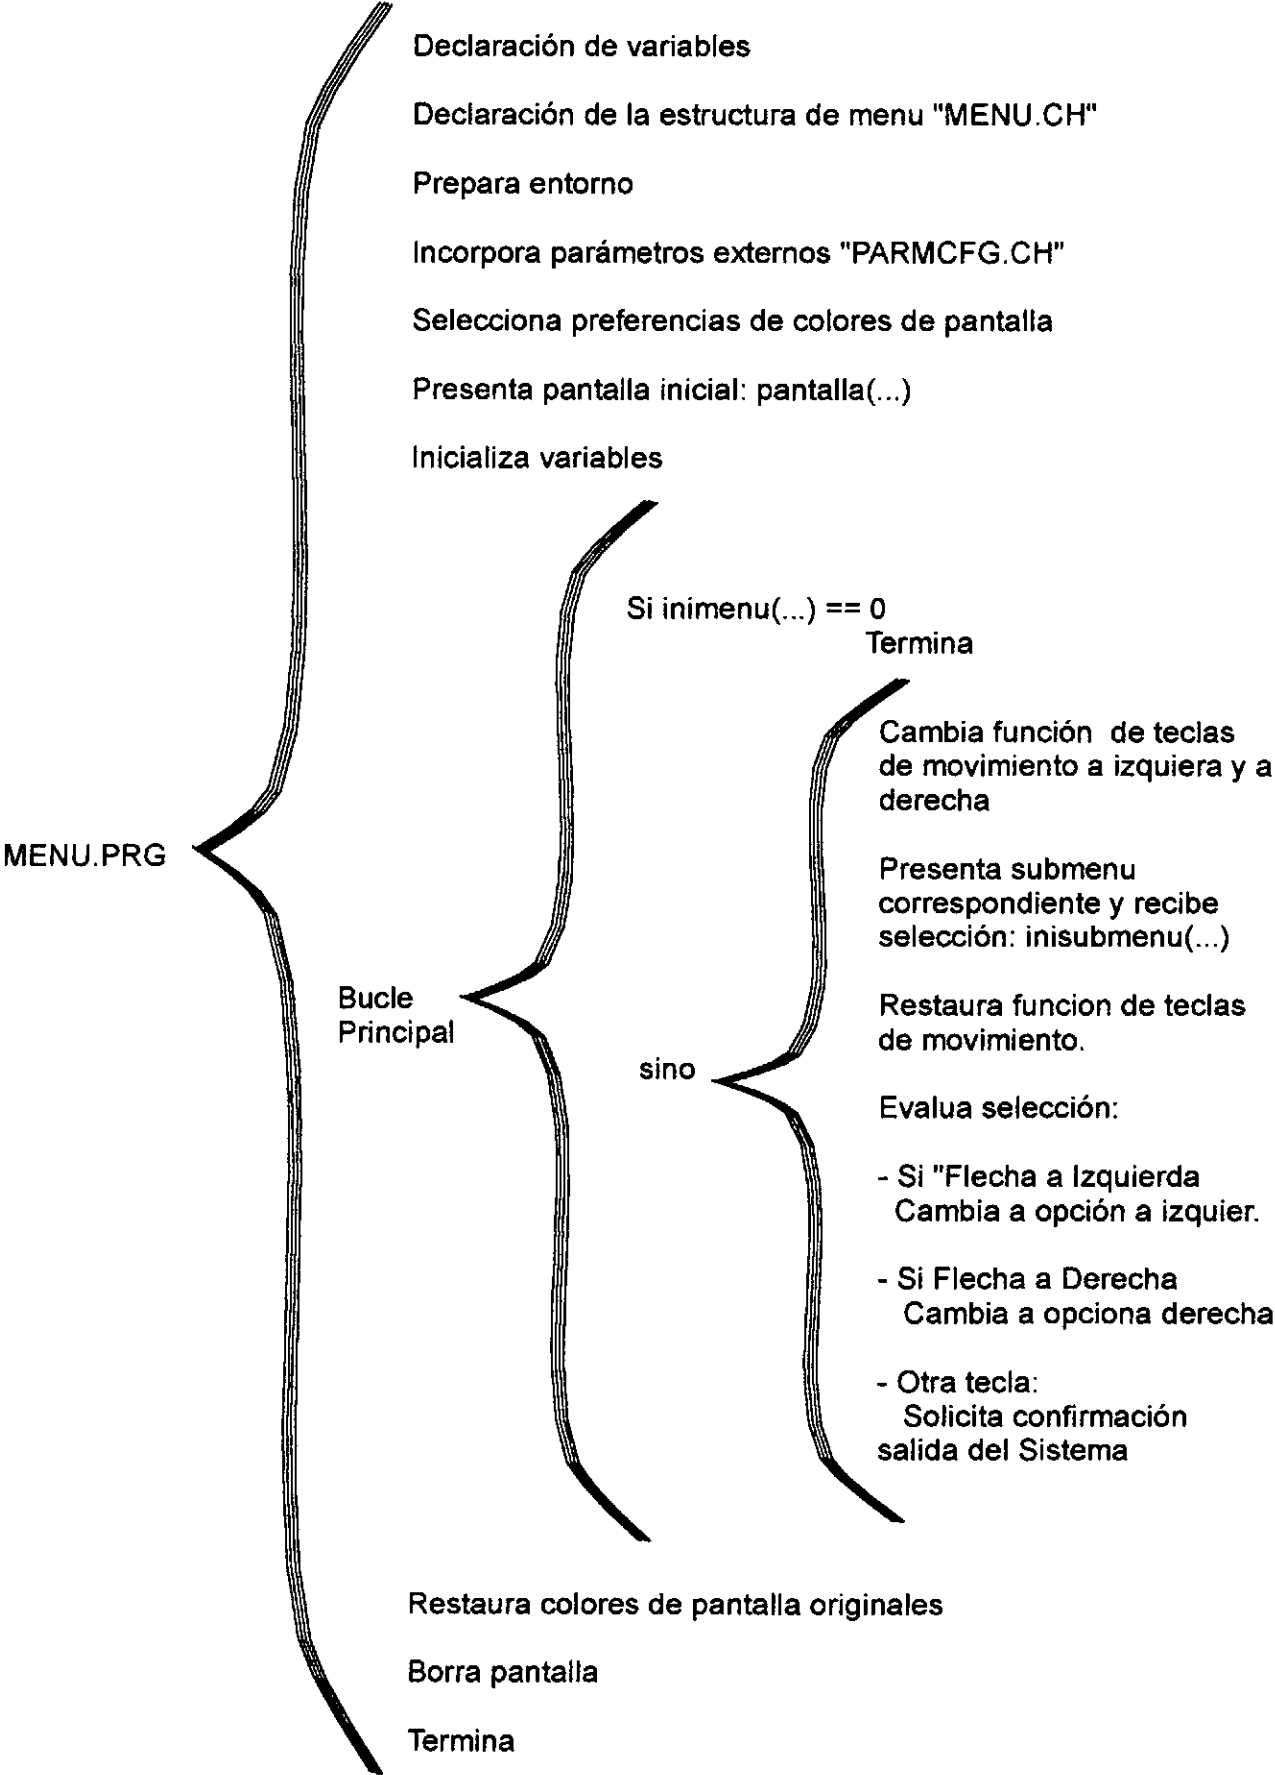 Declaración de variables
Declaración de la estructura de menu "MENU.CH"
Prepara entorno
Incorpora parámetros externos "PARMCFG.CH"
Selecciona preferencias de colores de pantalla
Presenta pantalla inicial: pantalla(...)
Inicializa variables
Si inimenu(...) == 0
Termina
Cambia función de teclas
de movimiento a izquiera y a
derecha
MENU.PRG
Presenta submenu
correspondiente y recibe
selección: inisubmenu(...)
Bucle
Principal
Restaura funcion de teclas
de movimiento.
sino
Evalua selección:
- Si "Flecha a Izquierda
Cambia a opción a izquier.
- Si Flecha a Derecha
Cambia a opciona derecha
- Otra tecla:
Solicita confirmación
salida del Sistema
Restaura colores de pantalla originales
Borra pantalla
Termina